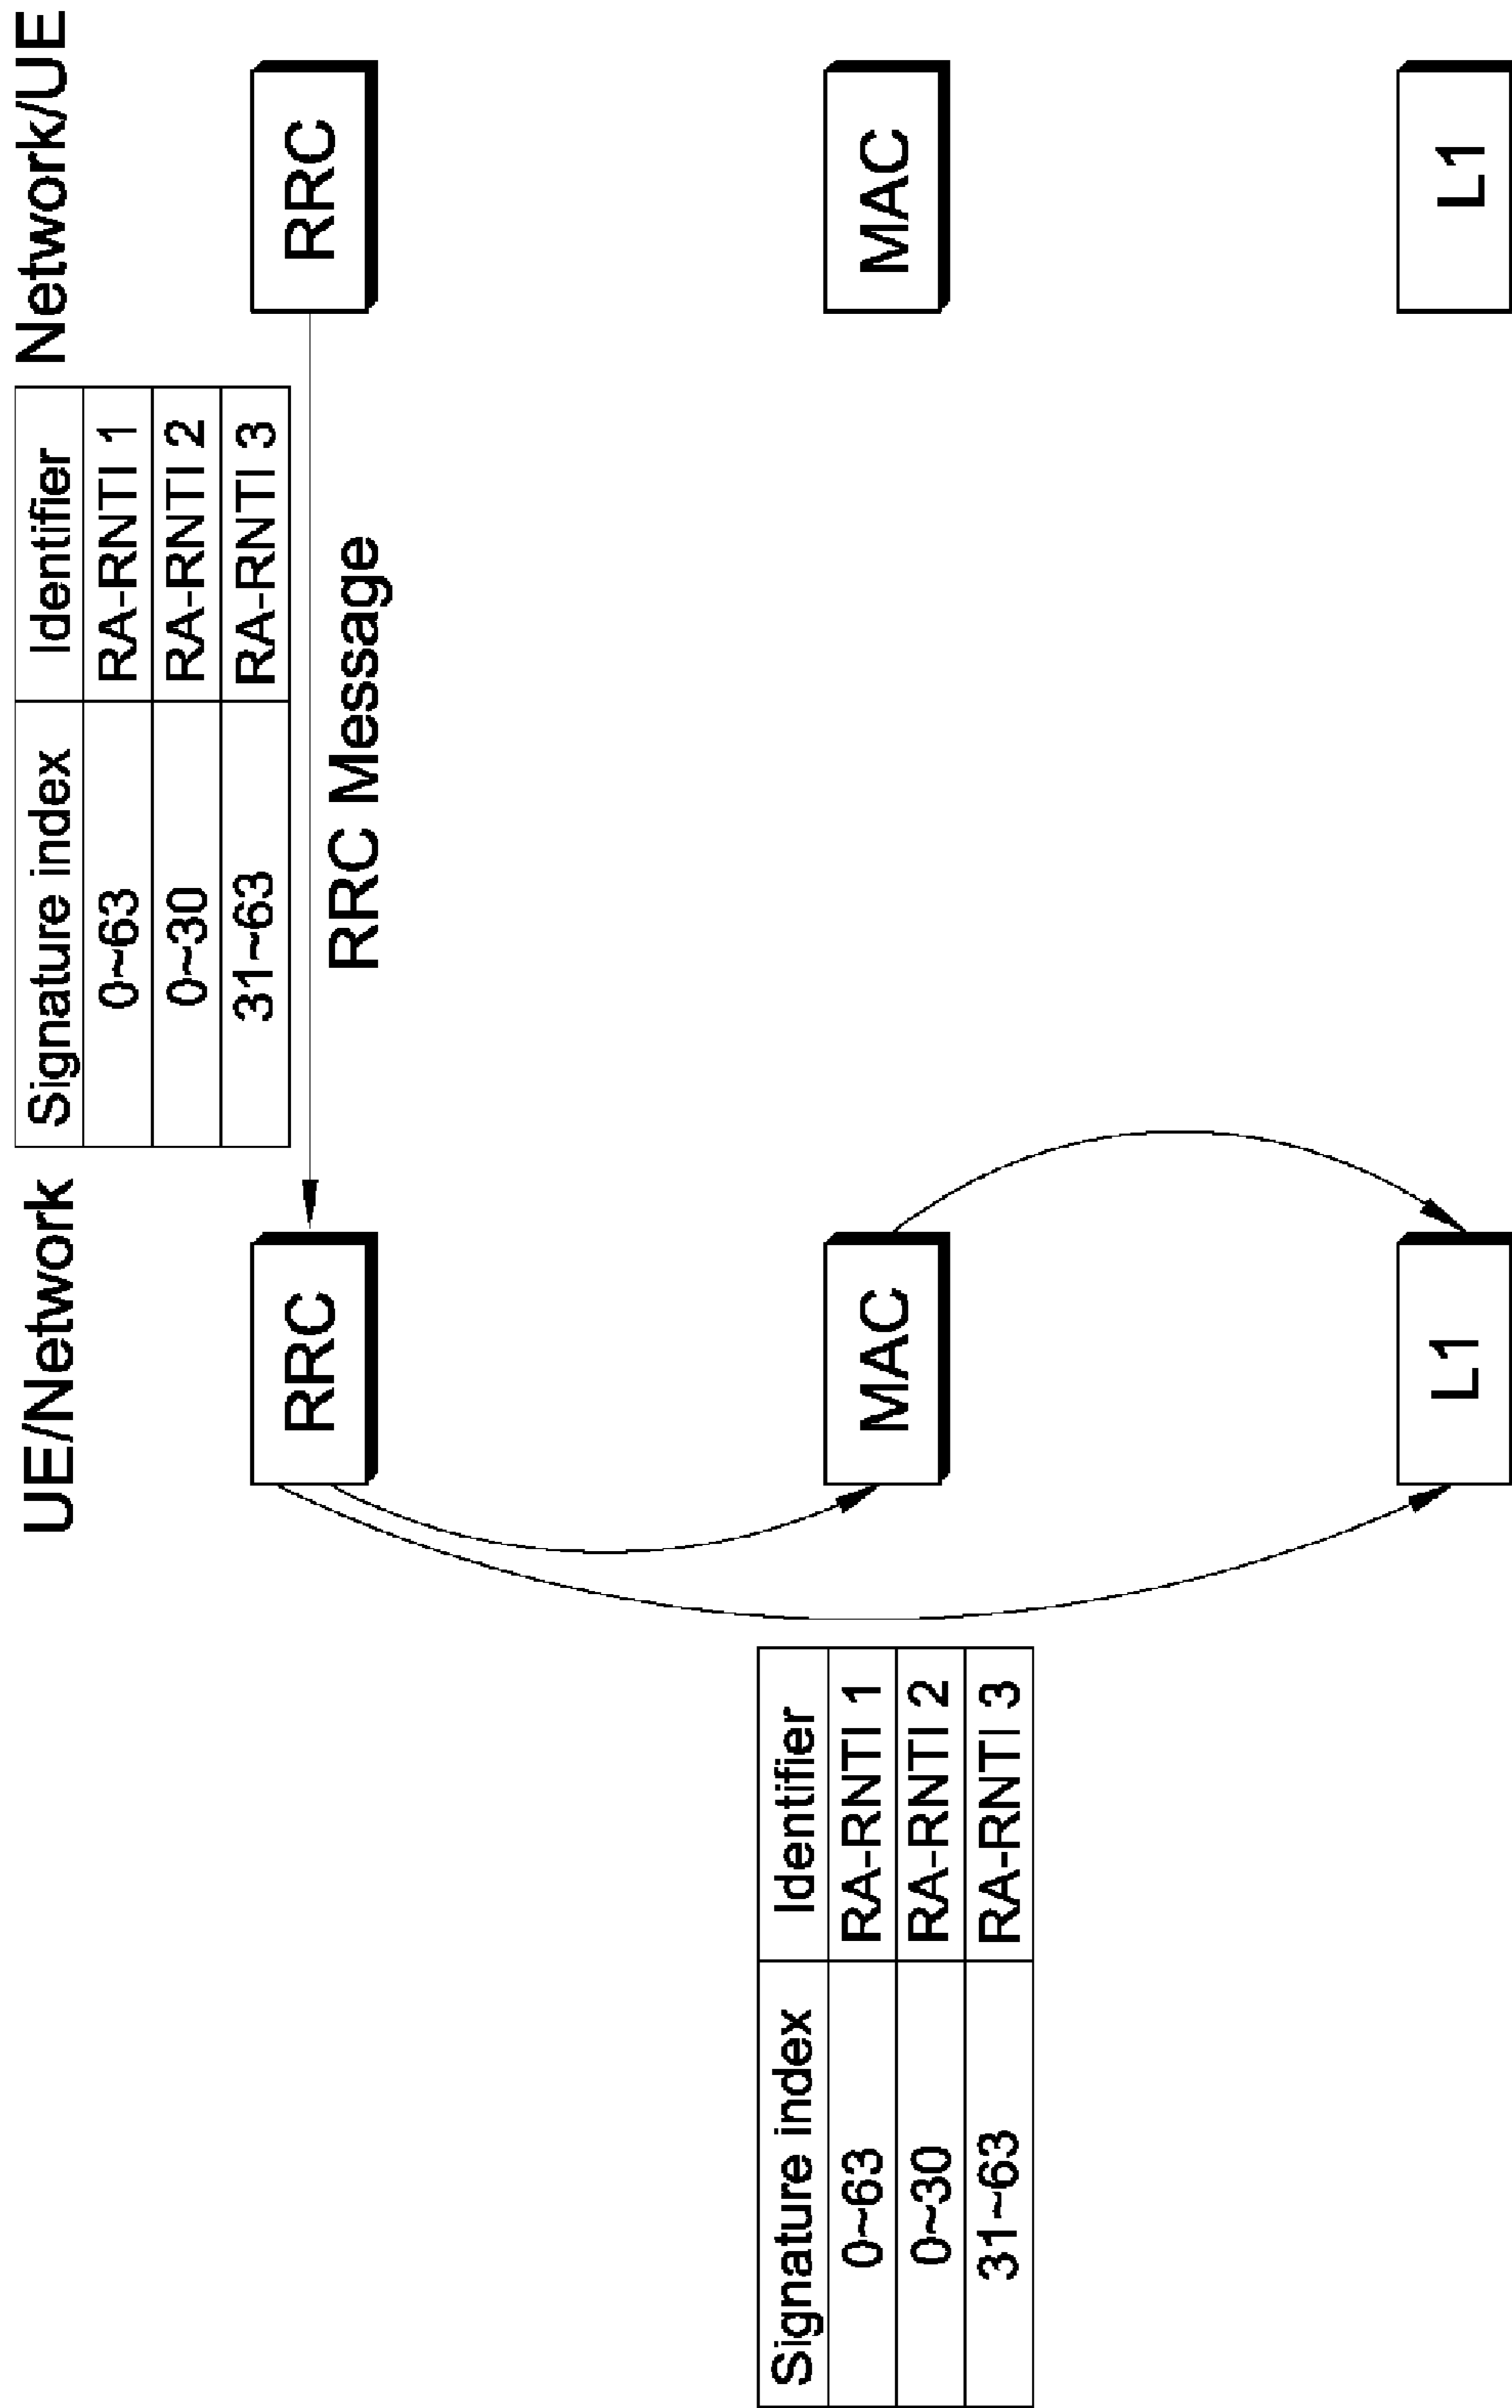 UE/Network
Network/UE
Signature index Identifier
0~63 RA-RNTI 1
0~30 RA-RNTI 2
31~63 RA-RNTI 3
RRC
RRC
RRC Message
Signature index Identifier
0~63 RA-RNTI 1
0~30 RA-RNTI 2
31~63 RA-RNTI 3
MAC
MAC
L1
L1